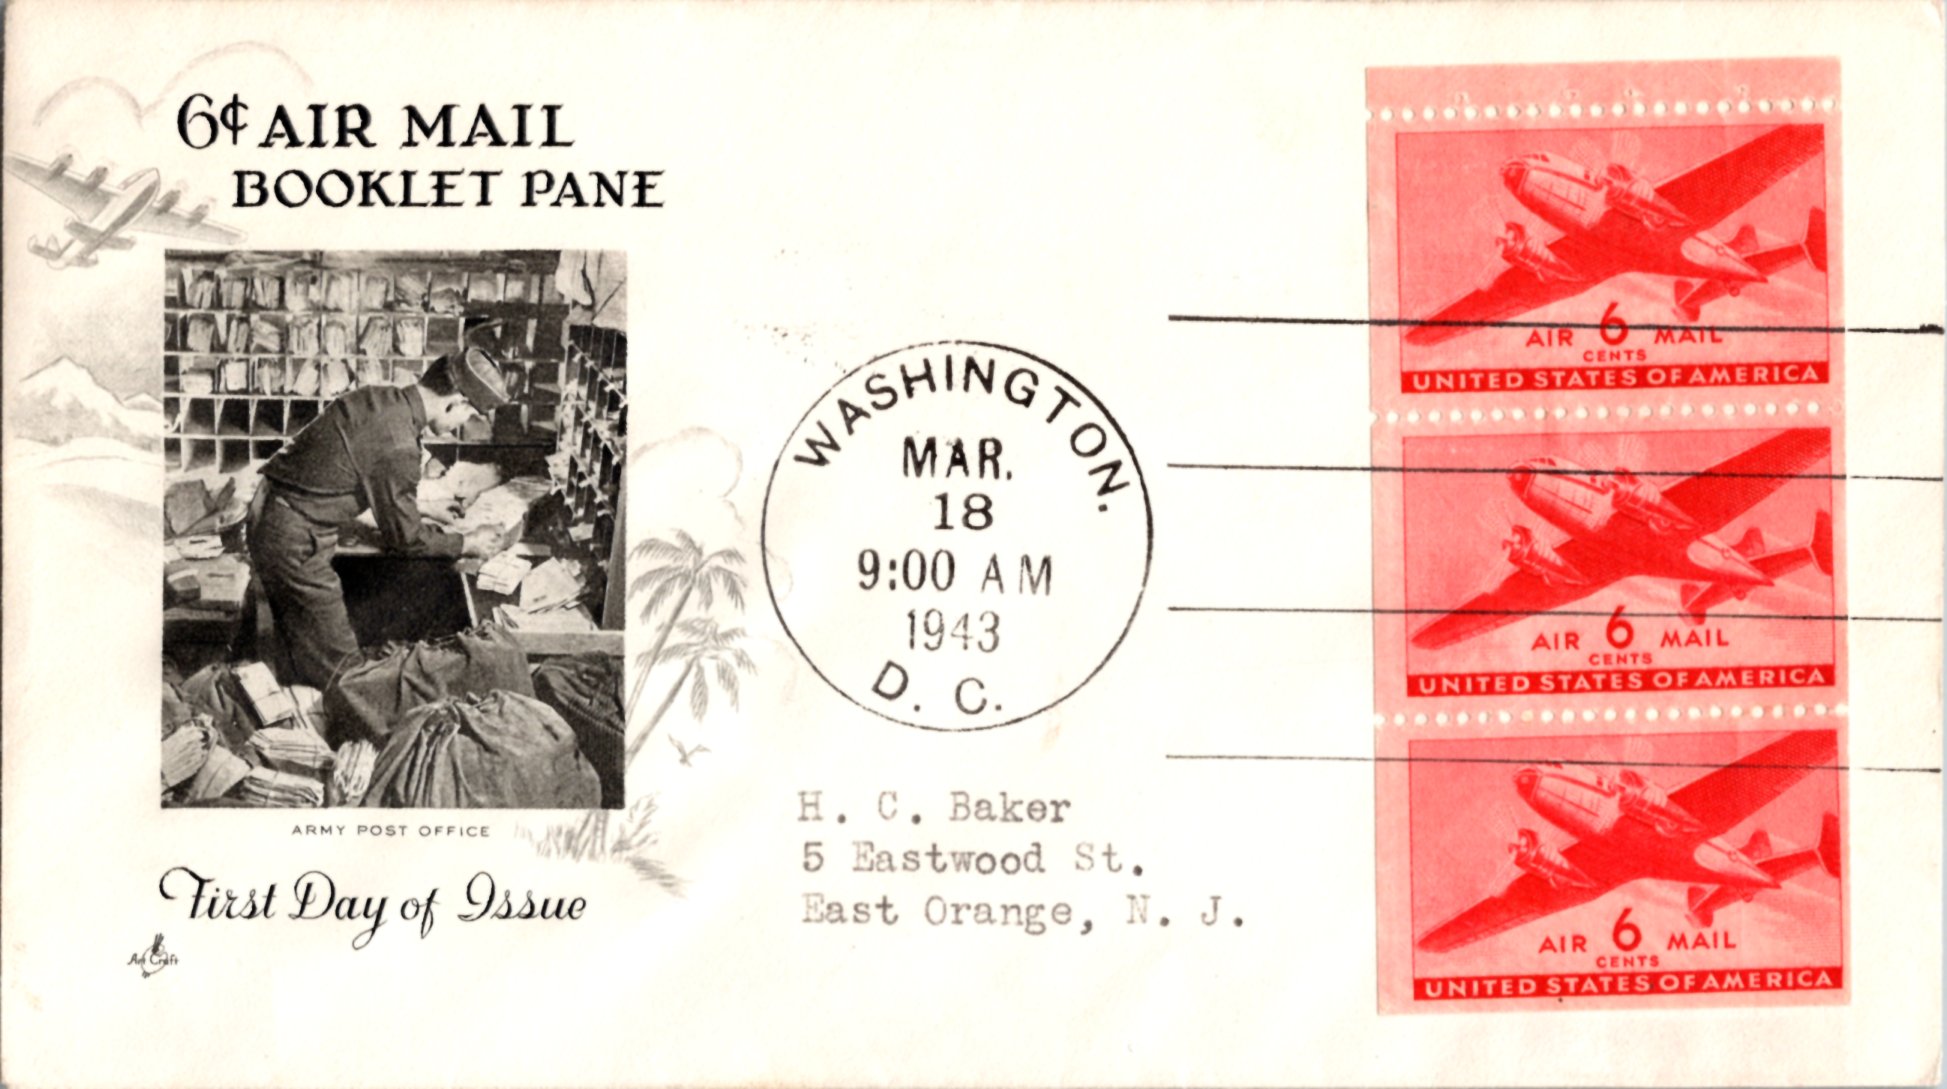 6¢ AIR MAIL
BOOKLET PANE
ARMY POST OFFICE
First Day of Issue
Art Craft
WASHINGTON.
MAR.
18
9:00 AM
1943
D. C.
H. C. Baker
5 Eastwood St.
East Orange, N. J.
AIR 6 MAIL
CENTS
UNITED STATES OF AMERICA
AIR 6 MAIL
CENTS
UNITED STATES OF AMERICA
AIR 6 MAIL
CENTS
UNITED STATES OF AMERICA